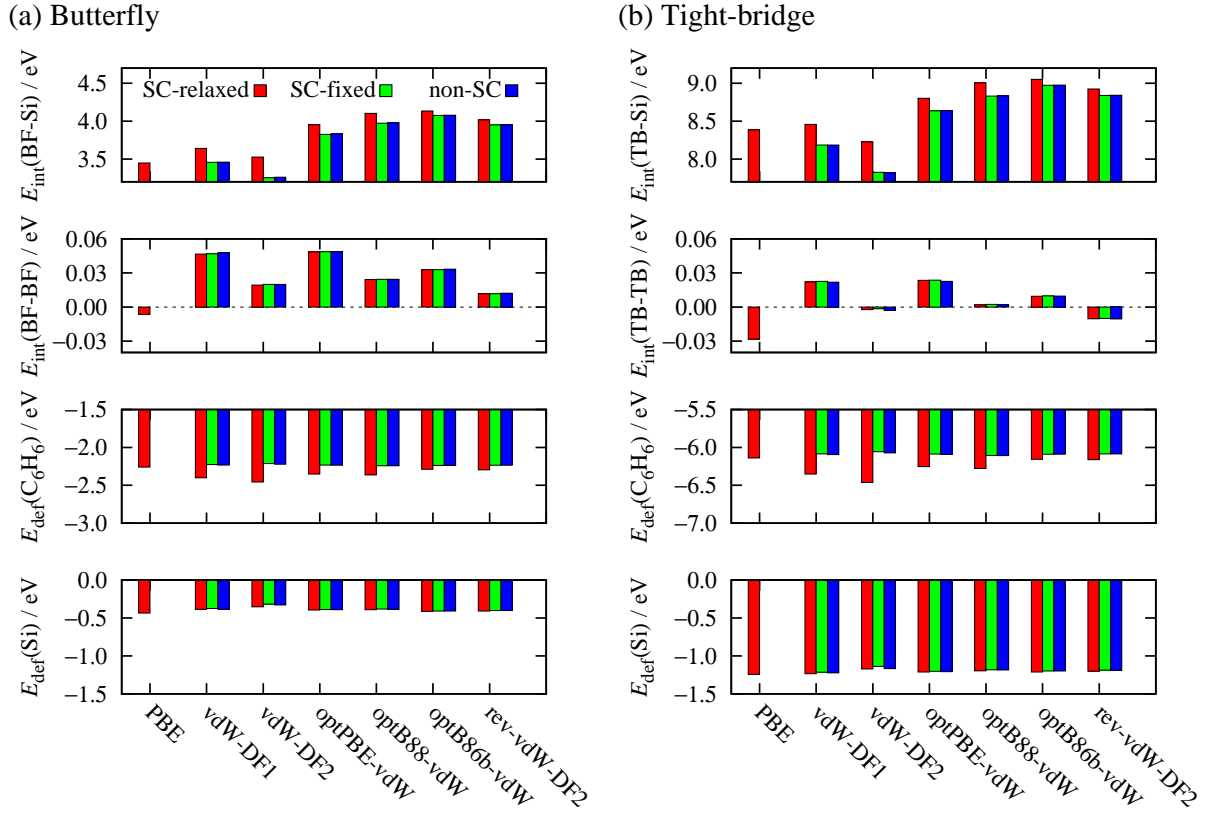 (a) Butterfly
(b) Tight-bridge
SC-relaxed SC-fixed non-SC
E_int(BF-Si) / eV
4.5
4.0
3.5
E_int(BF-BF) / eV
0.06
0.03
0.00
−0.03
E_def(C₆H₆) / eV
−1.5
−2.0
−2.5
−3.0
E_def(Si) / eV
0.0
−0.5
−1.0
−1.5
PBE
vdW-DF1
vdW-DF2
optPBE-vdW
optB88-vdW
optB86b-vdW
rev-vdW-DF2
E_int(TB-Si) / eV
9.0
8.5
8.0
E_int(TB-TB) / eV
0.06
0.03
0.00
−0.03
E_def(C₆H₆) / eV
−5.5
−6.0
−6.5
−7.0
E_def(Si) / eV
0.0
−0.5
−1.0
−1.5
PBE
vdW-DF1
vdW-DF2
optPBE-vdW
optB88-vdW
optB86b-vdW
rev-vdW-DF2